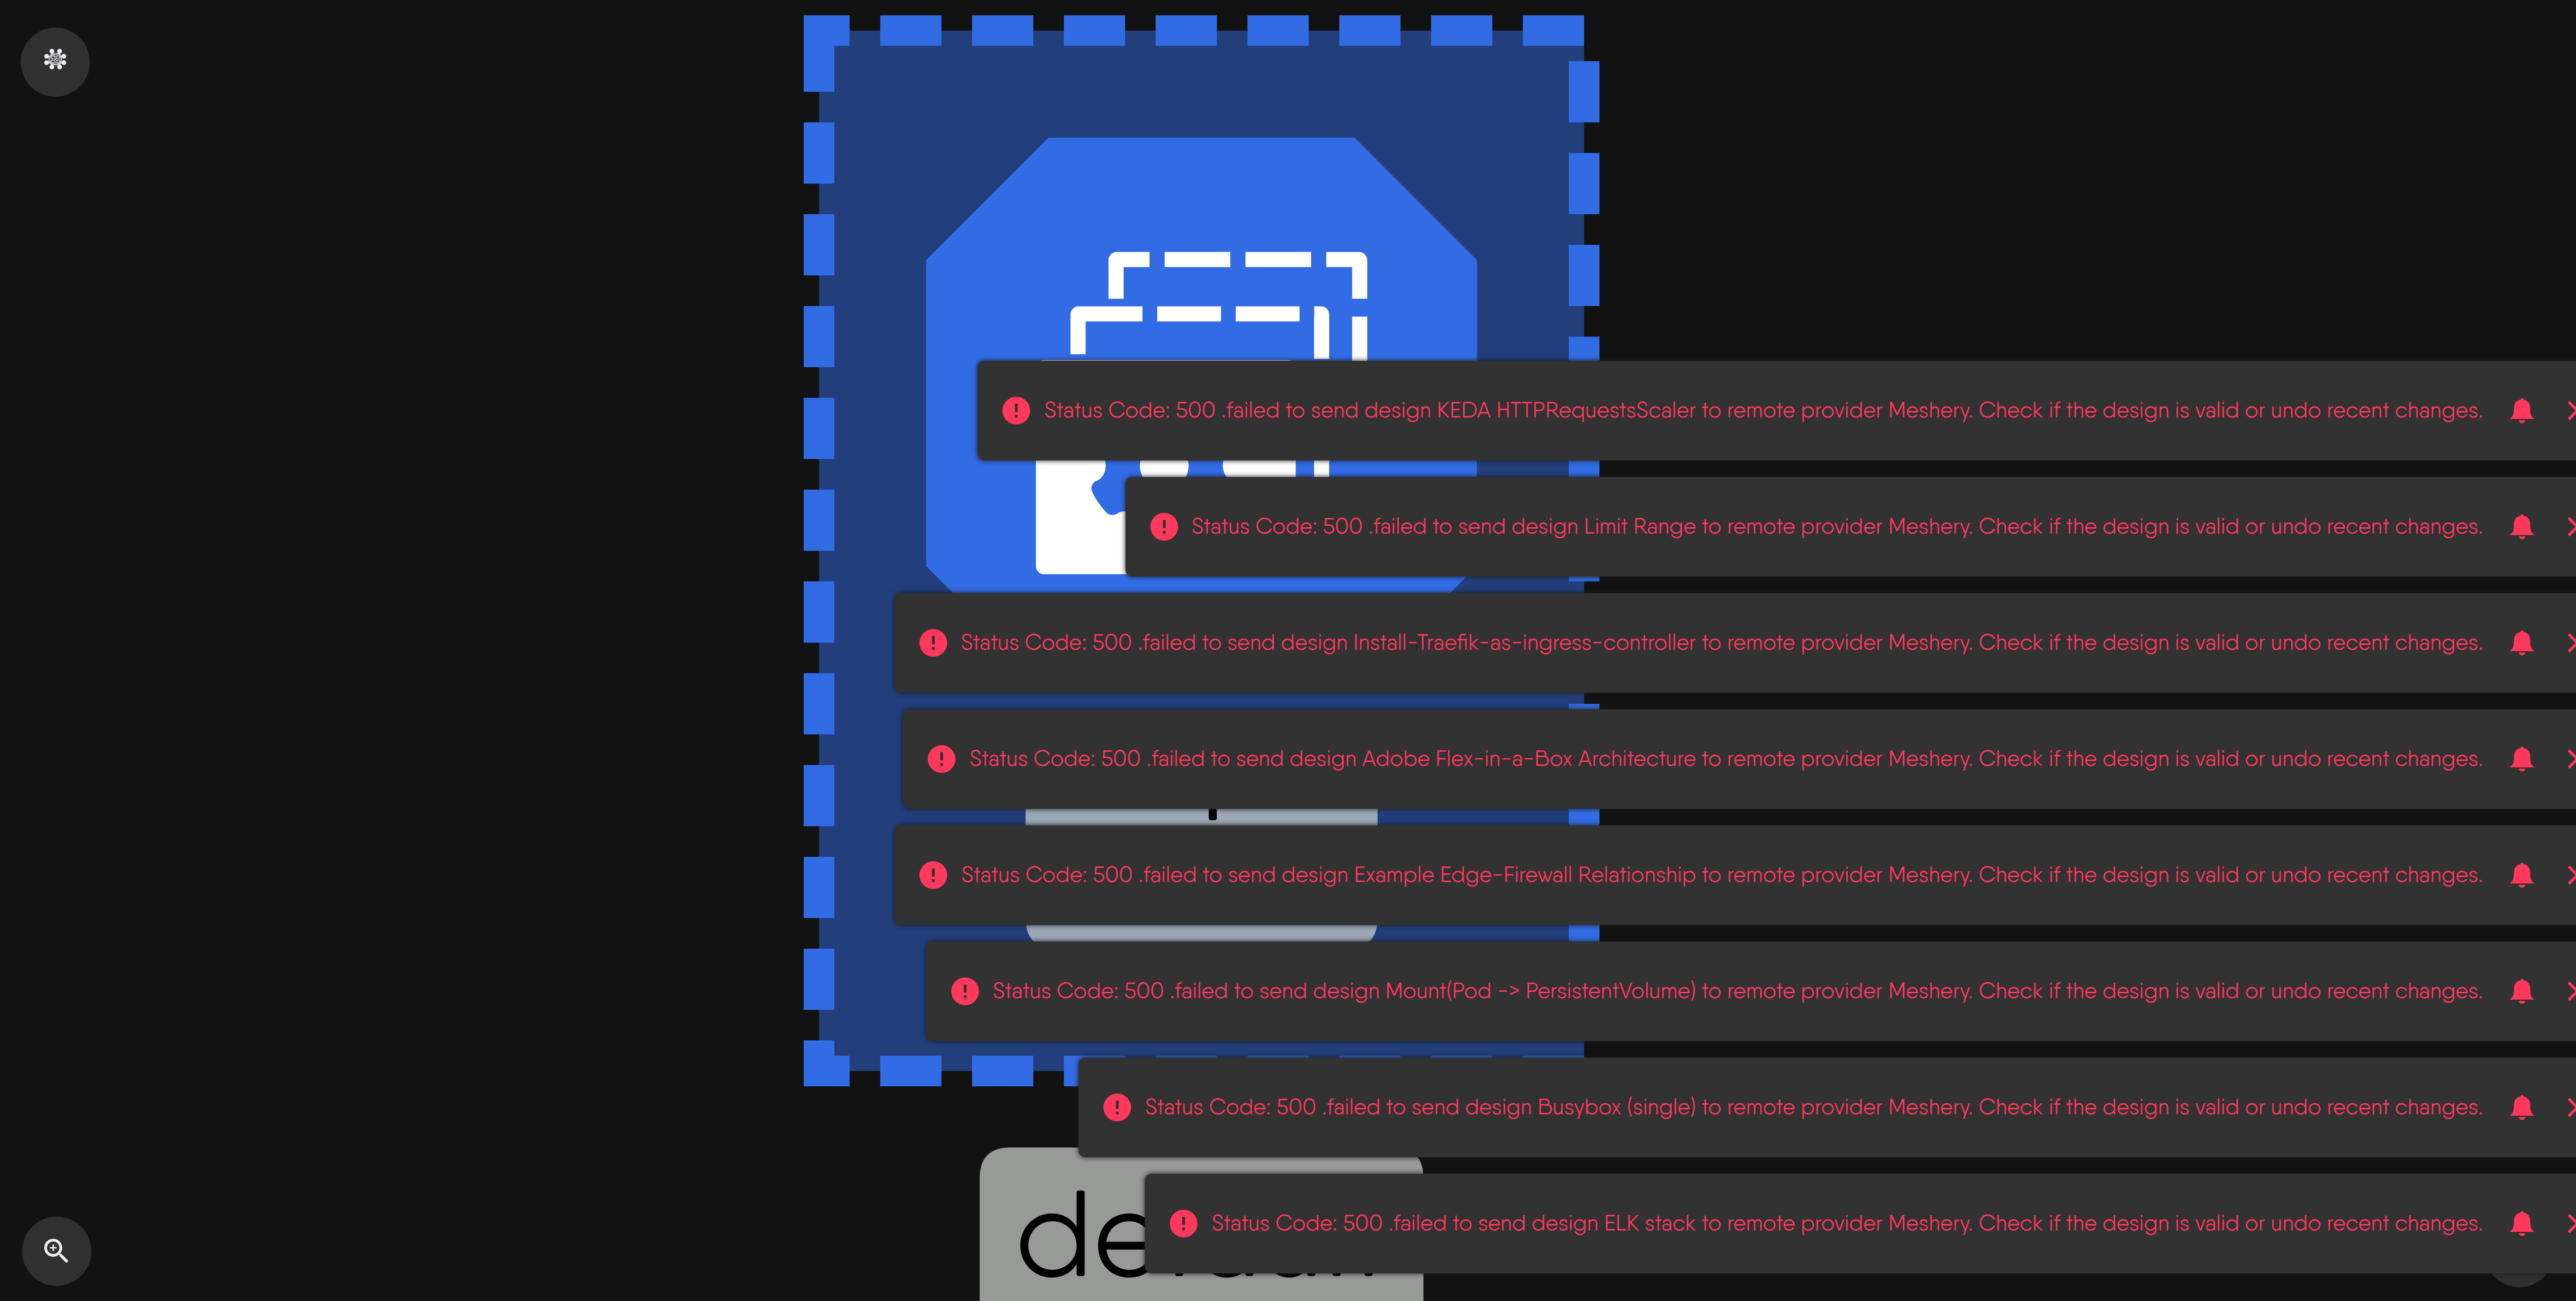 Status Code: 500 .failed to send design KEDA HTTPRequestsScaler to remote provider Meshery. Check if the design is valid or undo recent changes.
Status Code: 500 .failed to send design Limit Range to remote provider Meshery. Check if the design is valid or undo recent changes.
Status Code: 500 .failed to send design Install-Traefik-as-ingress-controller to remote provider Meshery. Check if the design is valid or undo recent changes.
Status Code: 500 .failed to send design Adobe Flex-in-a-Box Architecture to remote provider Meshery. Check if the design is valid or undo recent changes.
Status Code: 500 .failed to send design Example Edge-Firewall Relationship to remote provider Meshery. Check if the design is valid or undo recent changes.
Status Code: 500 .failed to send design Mount(Pod -> PersistentVolume) to remote provider Meshery. Check if the design is valid or undo recent changes.
Status Code: 500 .failed to send design Busybox (single) to remote provider Meshery. Check if the design is valid or undo recent changes.
Status Code: 500 .failed to send design ELK stack to remote provider Meshery. Check if the design is valid or undo recent changes.